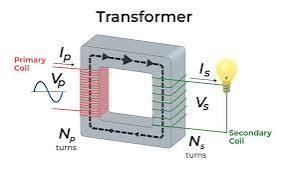 Transformer
Primary
Coil
Ip
Is
Vp
Vs
Np
turns
Ns
turns
Secondary
Coil